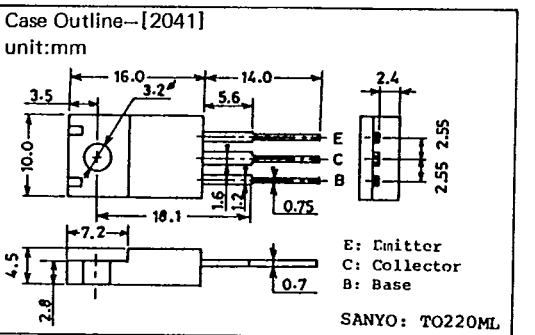 Case Outline—[2041]
unit:mm
16.0
14.0
3.5
3.2ø
5.6
2.4
10.0
E
C
B
2.55
2.55
1.6
1.2
0.75
18.1
7.2
4.5
2.8
0.7
E: Emitter
C: Collector
B: Base
SANYO: TO220ML